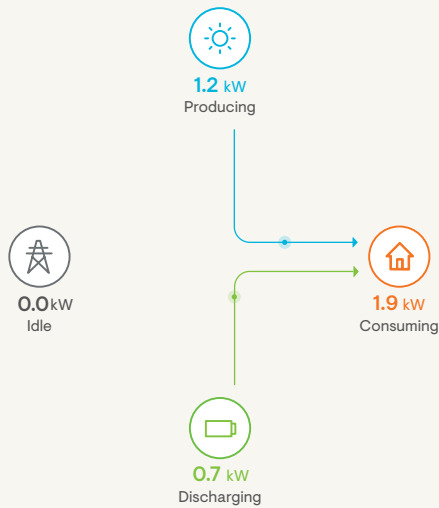 1.2 kW
Producing
0.0 kW
Idle
1.9 kW
Consuming
0.7 kW
Discharging